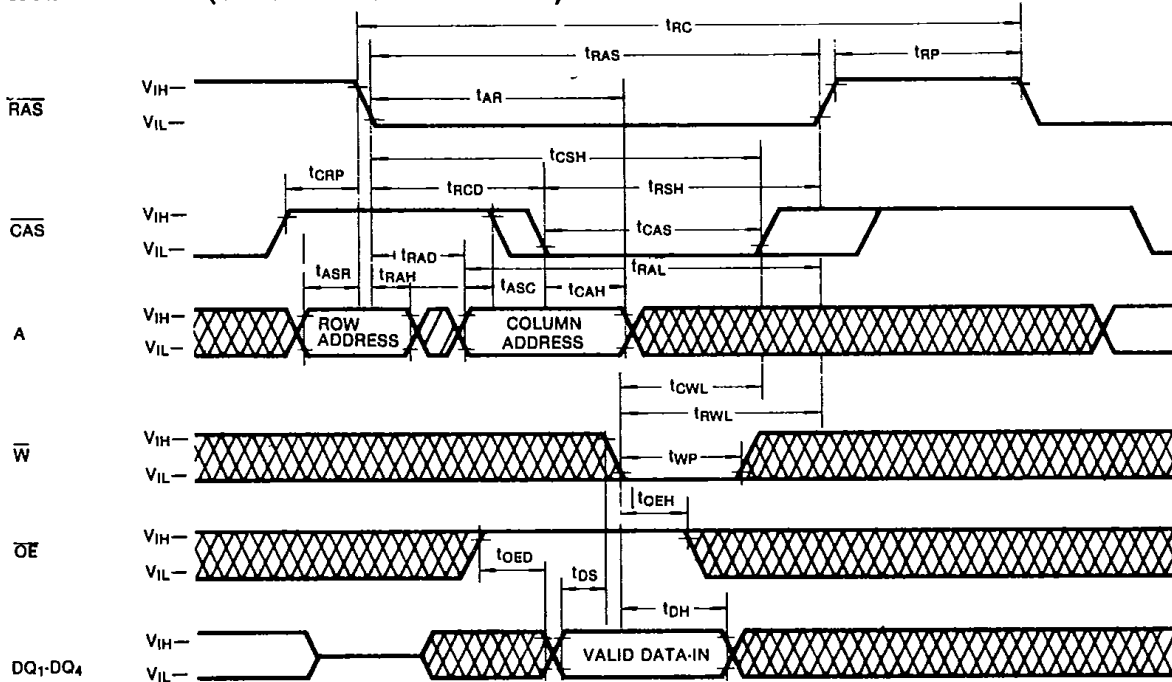 tRC
tRAS
tRP
RAS
VIH
VIL
tAR
tCSH
tCRP
tRCD
tRSH
CAS
VIH
VIL
tCAS
tRAD
tRAL
tASR
tRAH
tASC
tCAH
A
VIH
VIL
ROW ADDRESS
COLUMN ADDRESS
tCWL
tRWL
W
VIH
VIL
tWP
tOEH
OE
VIH
VIL
tOED
tDS
tDH
DQ1-DQ4
VIH
VIL
VALID DATA-IN